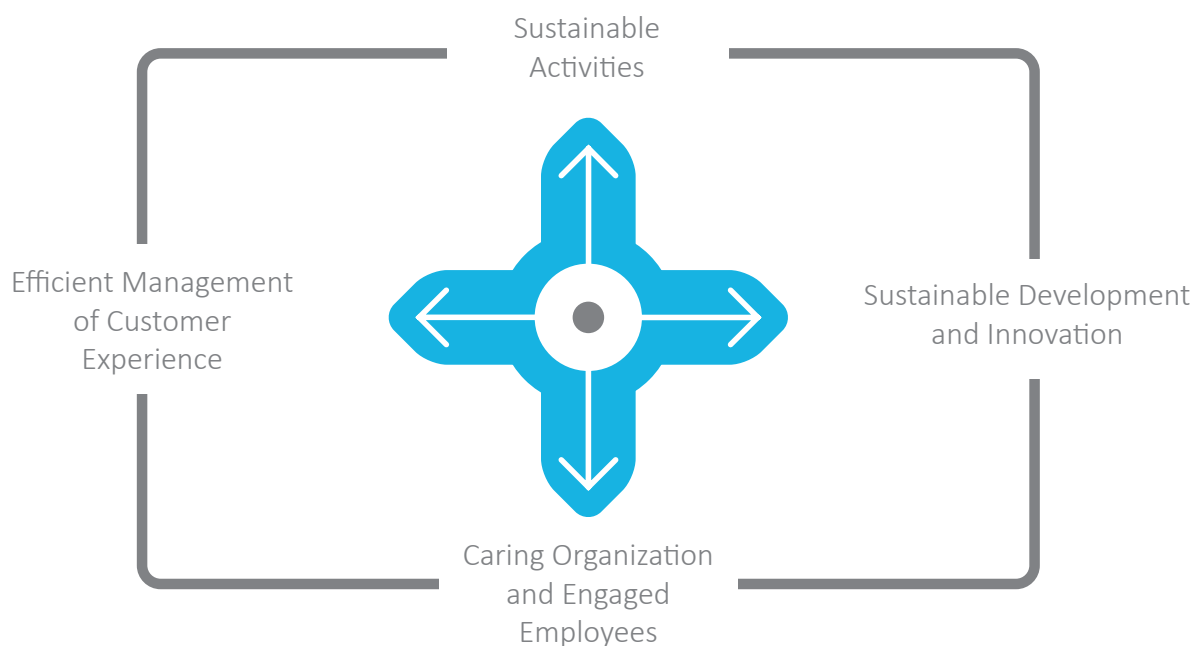 Sustainable
Activities
Efficient Management
of Customer
Experience
Sustainable Development
and Innovation
Caring Organization
and Engaged
Employees